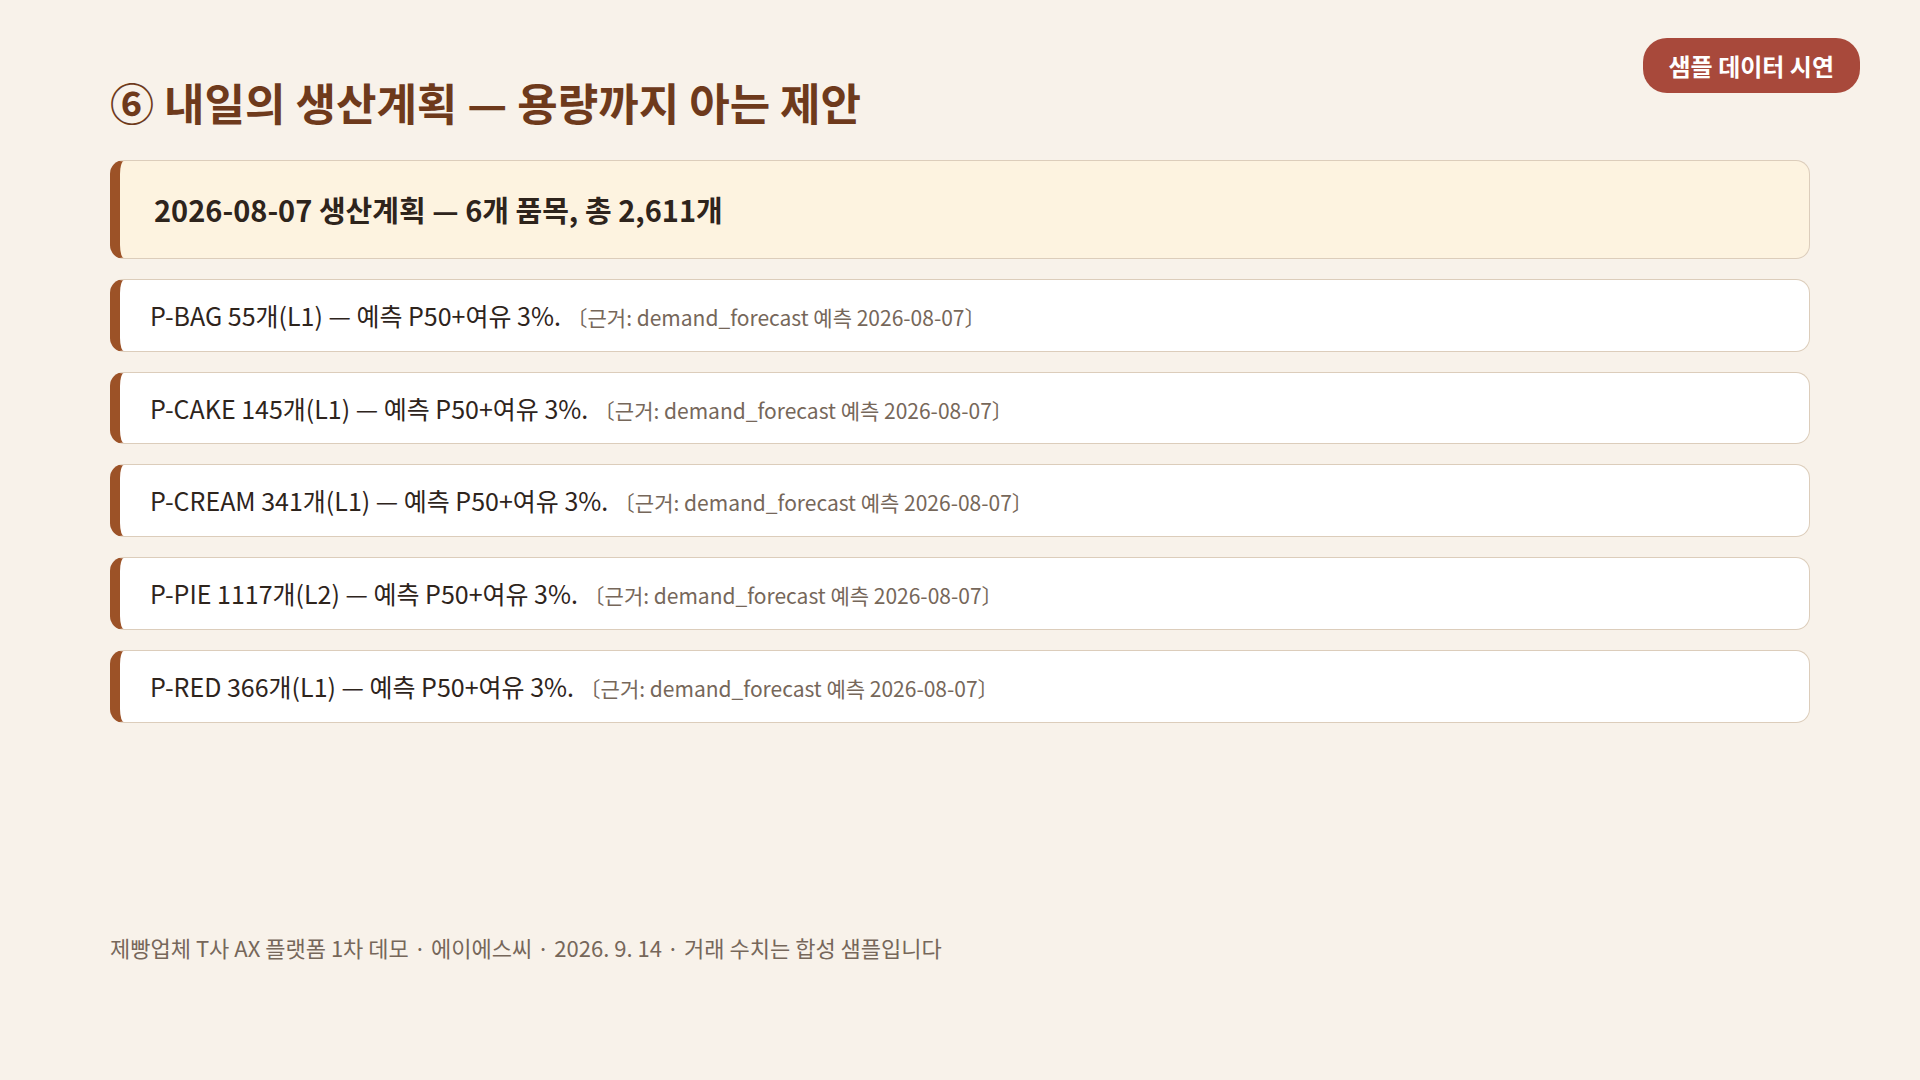 샘플 데이터 시연
⑥ 내일의 생산계획 — 용량까지 아는 제안
2026-08-07 생산계획 — 6개 품목, 총 2,611개
P-BAG 55개(L1) — 예측 P50+여유 3%. 〔근거: demand_forecast 예측 2026-08-07〕
P-CAKE 145개(L1) — 예측 P50+여유 3%. 〔근거: demand_forecast 예측 2026-08-07〕
P-CREAM 341개(L1) — 예측 P50+여유 3%. 〔근거: demand_forecast 예측 2026-08-07〕
P-PIE 1117개(L2) — 예측 P50+여유 3%. 〔근거: demand_forecast 예측 2026-08-07〕
P-RED 366개(L1) — 예측 P50+여유 3%. 〔근거: demand_forecast 예측 2026-08-07〕
제빵업체 T사 AX 플랫폼 1차 데모 · 에이에스씨 · 2026. 9. 14 · 거래 수치는 합성 샘플입니다